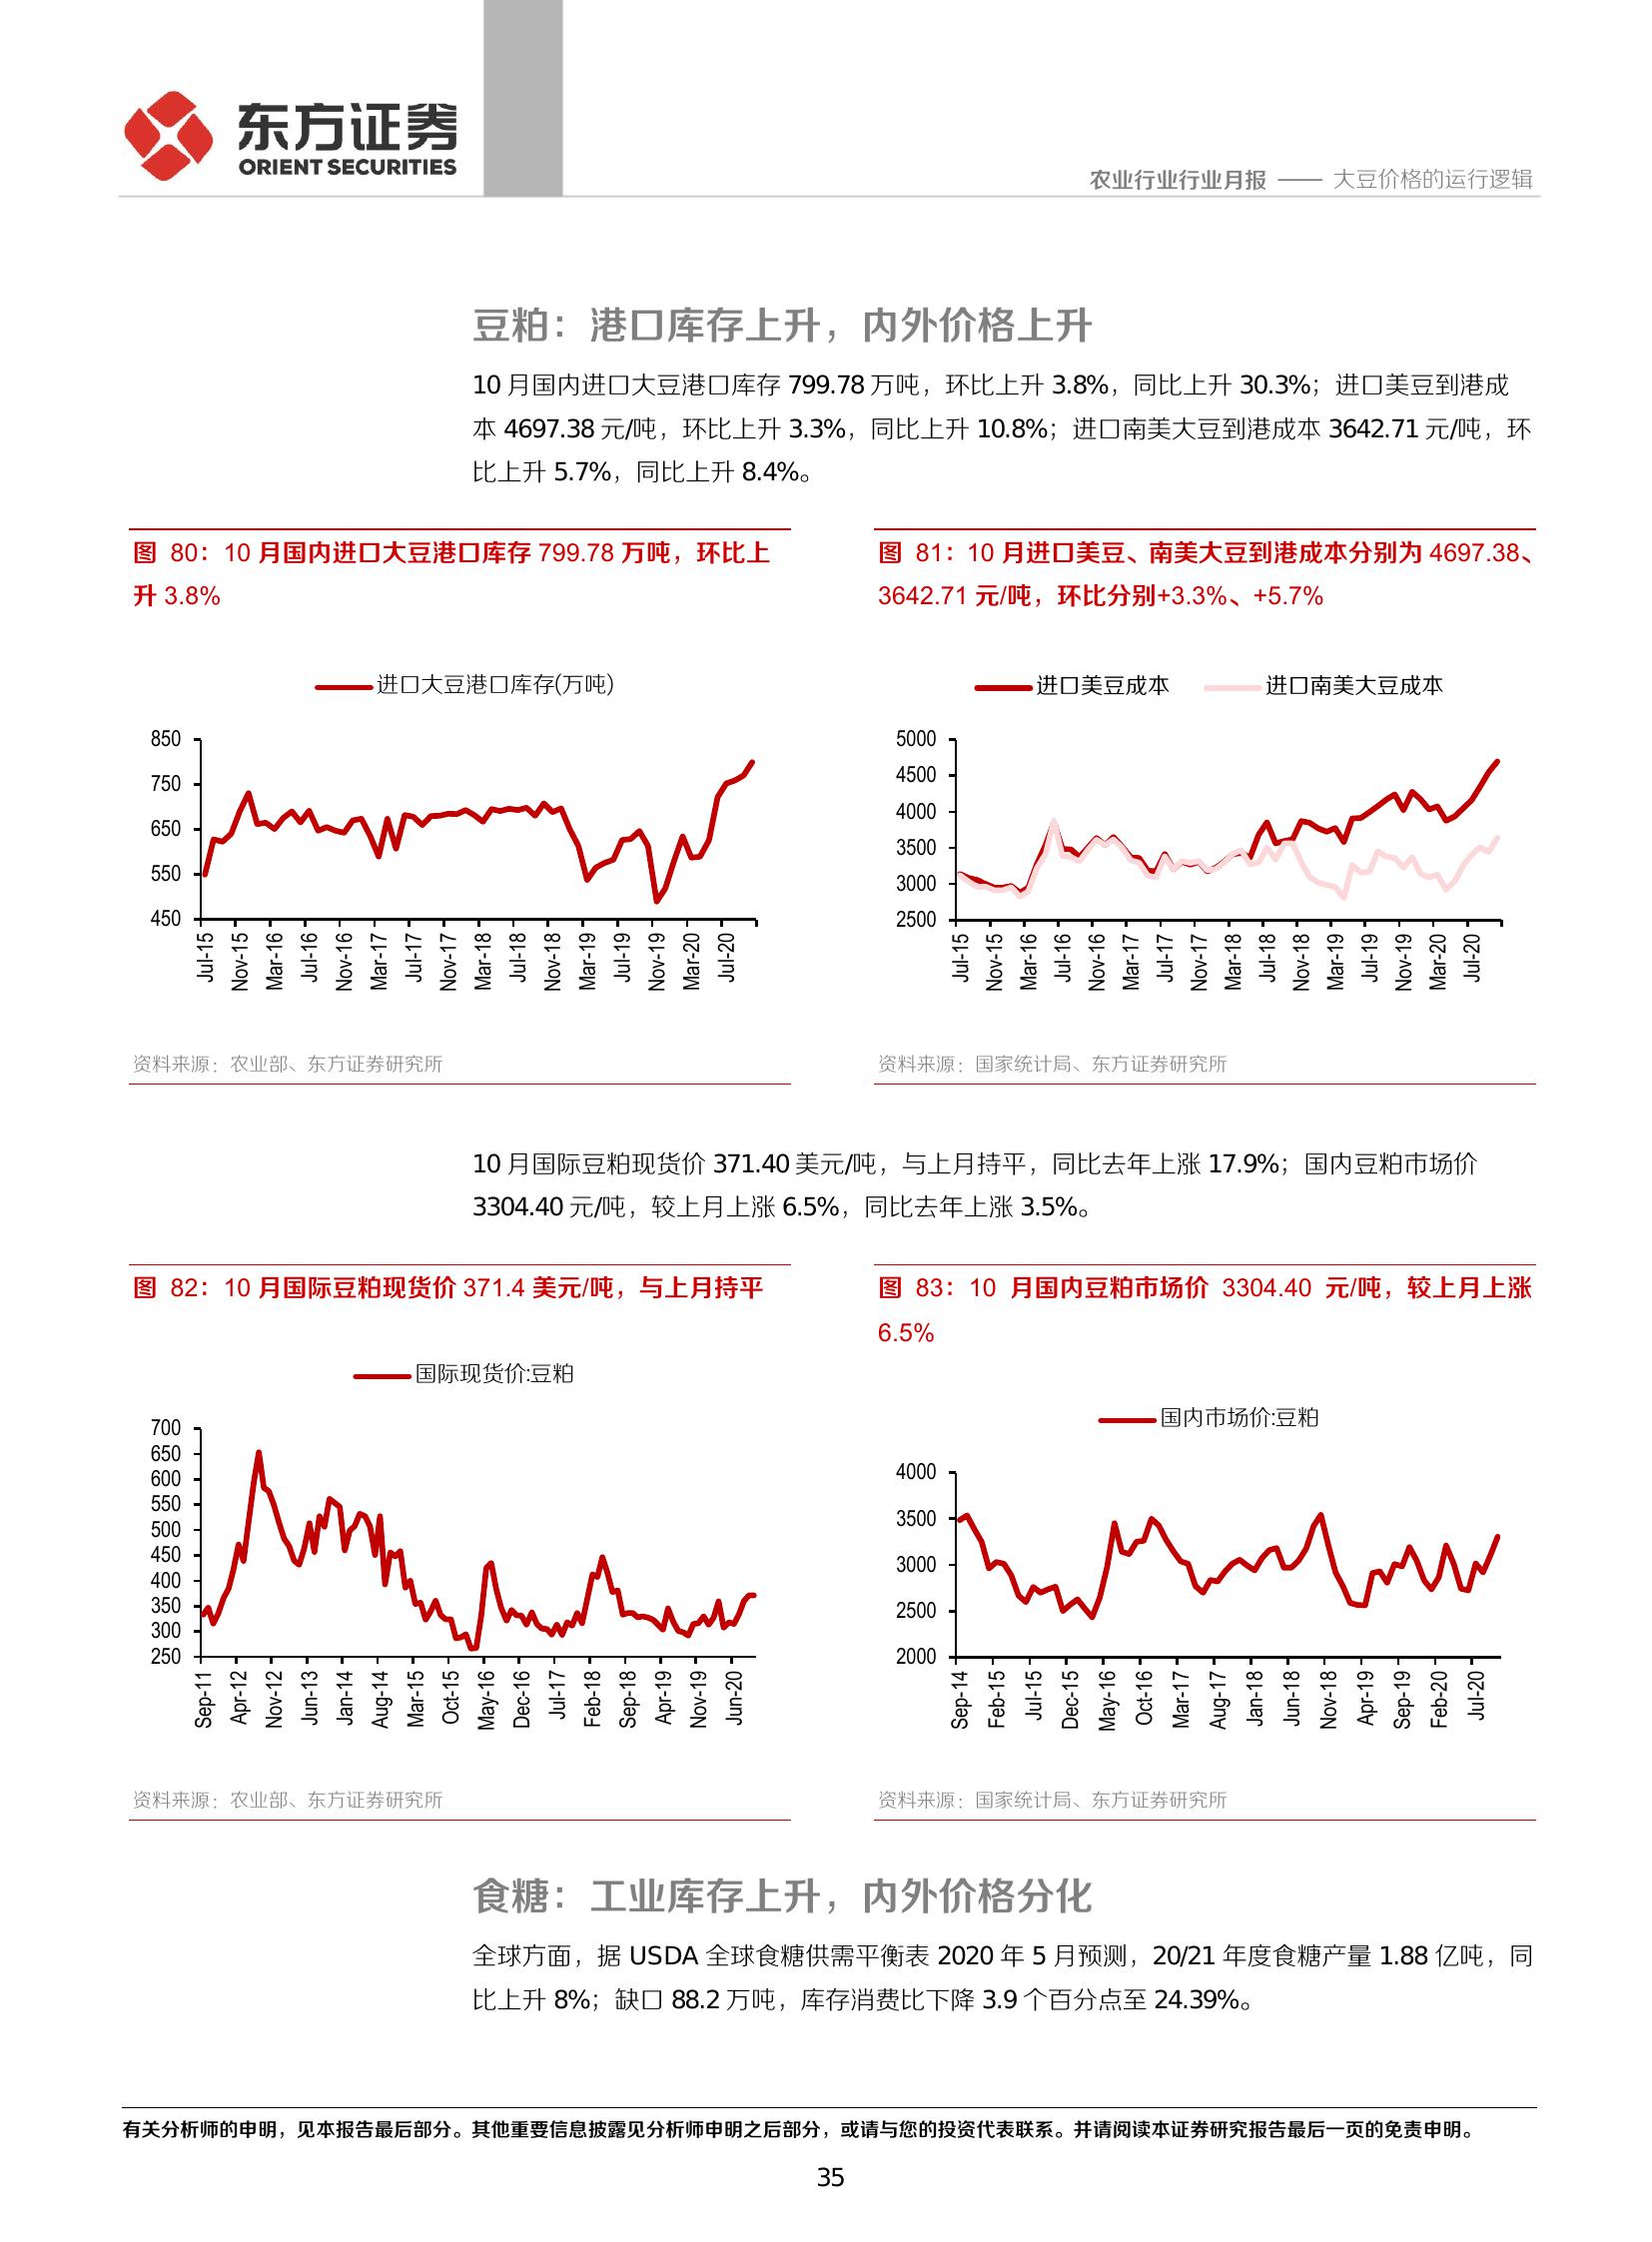 东方证券
ORIENT SECURITIES
农业行业行业月报 —— 大豆价格的运行逻辑
豆粕：港口库存上升，内外价格上升
10 月国内进口大豆港口库存 799.78 万吨，环比上升 3.8%，同比上升 30.3%；进口美豆到港成
本 4697.38 元/吨，环比上升 3.3%，同比上升 10.8%；进口南美大豆到港成本 3642.71 元/吨，环
比上升 5.7%，同比上升 8.4%。
图 80：10 月国内进口大豆港口库存 799.78 万吨，环比上
升 3.8%
进口大豆港口库存(万吨)
850
750
650
550
450
Jul-15 Nov-15 Mar-16 Jul-16 Nov-16 Mar-17 Jul-17 Nov-17 Mar-18 Jul-18 Nov-18 Mar-19 Jul-19 Nov-19 Mar-20 Jul-20
资料来源：农业部、东方证券研究所
图 81：10 月进口美豆、南美大豆到港成本分别为 4697.38、
3642.71 元/吨，环比分别+3.3%、+5.7%
进口美豆成本 进口南美大豆成本
5000
4500
4000
3500
3000
2500
Jul-15 Nov-15 Mar-16 Jul-16 Nov-16 Mar-17 Jul-17 Nov-17 Mar-18 Jul-18 Nov-18 Mar-19 Jul-19 Nov-19 Mar-20 Jul-20
资料来源：国家统计局、东方证券研究所
10 月国际豆粕现货价 371.40 美元/吨，与上月持平，同比去年上涨 17.9%；国内豆粕市场价
3304.40 元/吨，较上月上涨 6.5%，同比去年上涨 3.5%。
图 82：10 月国际豆粕现货价 371.4 美元/吨，与上月持平
国际现货价:豆粕
700
650
600
550
500
450
400
350
300
250
Sep-11 Apr-12 Nov-12 Jun-13 Jan-14 Aug-14 Mar-15 Oct-15 May-16 Dec-16 Jul-17 Feb-18 Sep-18 Apr-19 Nov-19 Jun-20
资料来源：农业部、东方证券研究所
图 83：10 月国内豆粕市场价 3304.40 元/吨，较上月上涨
6.5%
国内市场价:豆粕
4000
3500
3000
2500
2000
Sep-14 Feb-15 Jul-15 Dec-15 May-16 Oct-16 Mar-17 Aug-17 Jan-18 Jun-18 Nov-18 Apr-19 Sep-19 Feb-20 Jul-20
资料来源：国家统计局、东方证券研究所
食糖：工业库存上升，内外价格分化
全球方面，据 USDA 全球食糖供需平衡表 2020 年 5 月预测，20/21 年度食糖产量 1.88 亿吨，同
比上升 8%；缺口 88.2 万吨，库存消费比下降 3.9 个百分点至 24.39%。
有关分析师的申明，见本报告最后部分。其他重要信息披露见分析师申明之后部分，或请与您的投资代表联系。并请阅读本证券研究报告最后一页的免责申明。
35